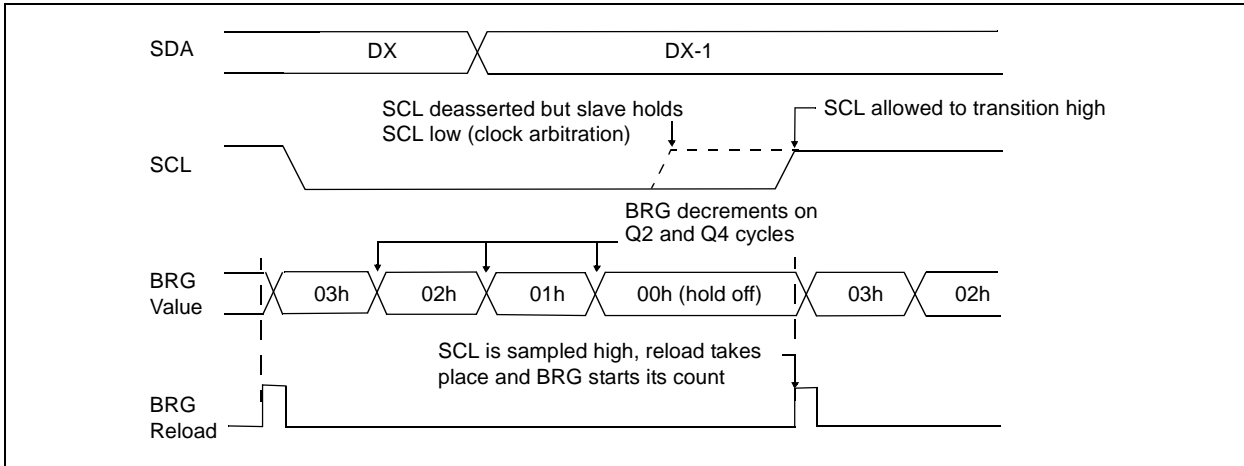 SDA
DX
DX-1
SCL deasserted but slave holds
SCL low (clock arbitration)
SCL allowed to transition high
SCL
BRG decrements on
Q2 and Q4 cycles
BRG
Value
03h
02h
01h
00h (hold off)
03h
02h
SCL is sampled high, reload takes
place and BRG starts its count
BRG
Reload